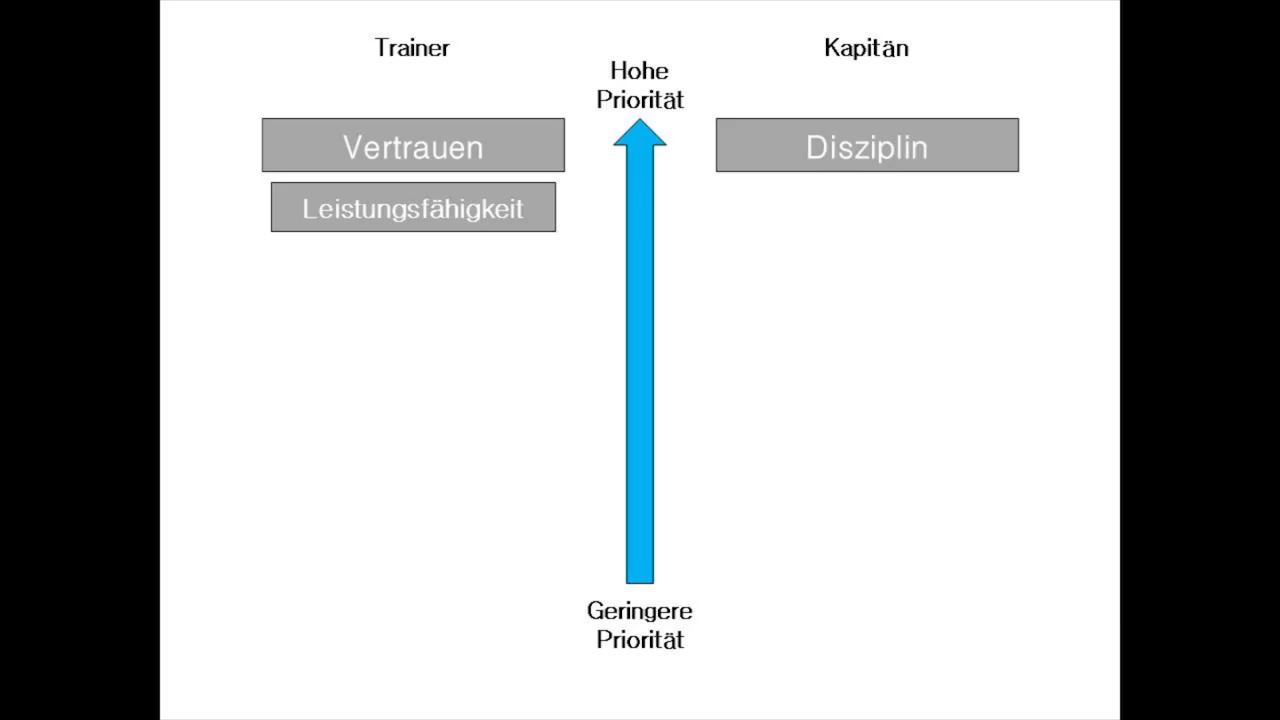 Trainer
Kapitän
Hohe
Priorität
Vertrauen
Disziplin
Leistungsfähigkeit
Geringere
Priorität